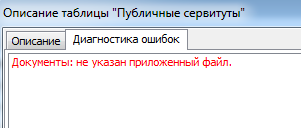 Описание таблицы "Публичные сервитуты"
Описание Диагностика ошибок
Документы: не указан приложенный файл.